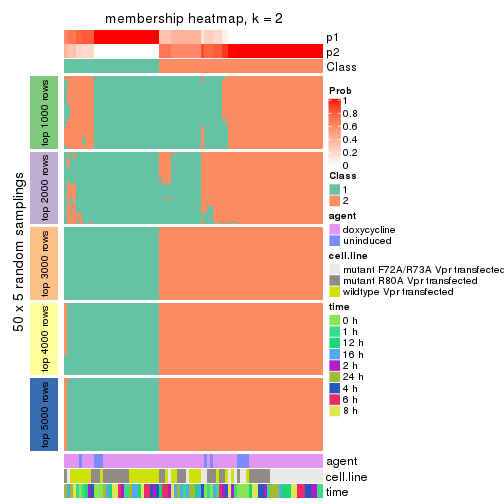 membership heatmap, k = 2
p1
p2
Class
50 x 5 random samplings
top 1000 rows
top 2000 rows
top 3000 rows
top 4000 rows
top 5000 rows
agent
cell.line
time
Prob
1
0.8
0.6
0.4
0.2
0
Class
1
2
agent
doxycycline
uninduced
cell.line
mutant F72A/R73A Vpr transfected
mutant R80A Vpr transfected
wildtype Vpr transfected
time
0 h
1 h
12 h
16 h
2 h
24 h
4 h
6 h
8 h